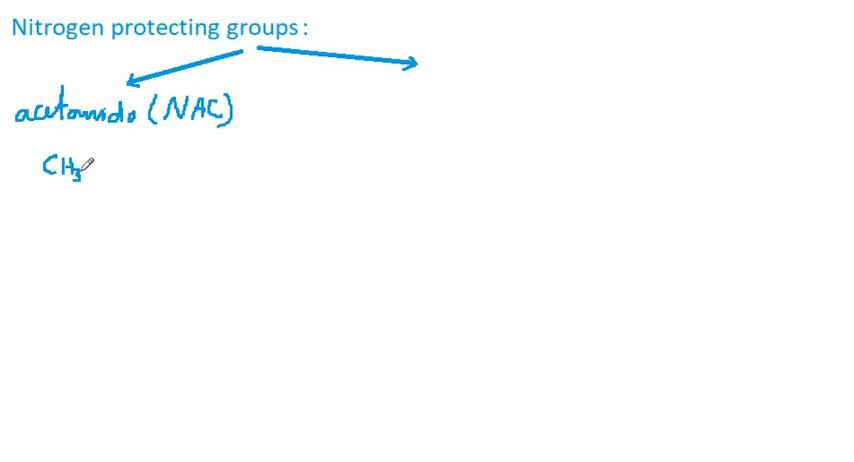 Nitrogen protecting groups :
acetamido (NAC)
CH3